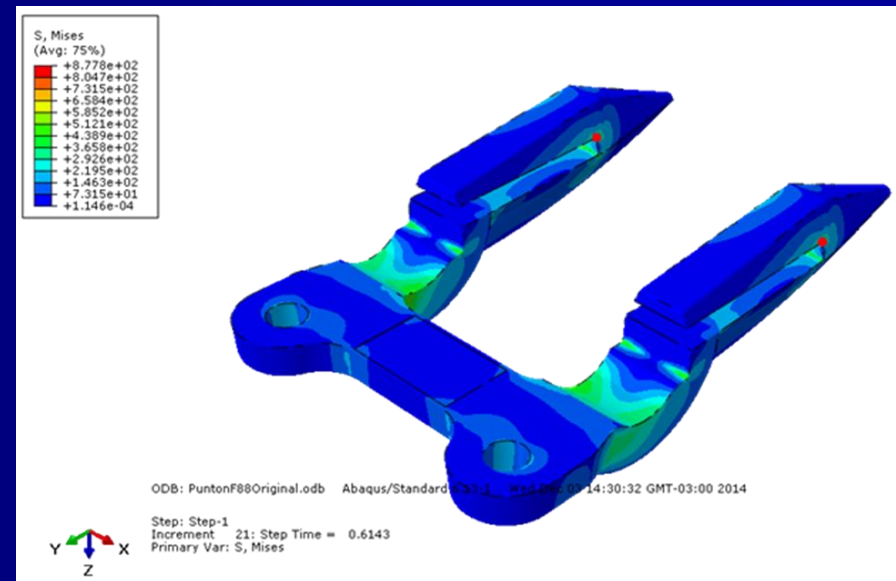 S, Mises
(Avg: 75%)
+8.778e+02
+8.047e+02
+7.315e+02
+6.584e+02
+5.852e+02
+5.121e+02
+4.389e+02
+3.658e+02
+2.926e+02
+2.195e+02
+1.463e+02
+7.315e+01
+1.146e-04
ODB: PuntonF88Original.odb Abaqus/Standard 14:30:32 GMT-03:00 2014
Step: Step-1
Increment 21: Step Time = 0.6143
Primary Var: S, Mises
Y X
Z